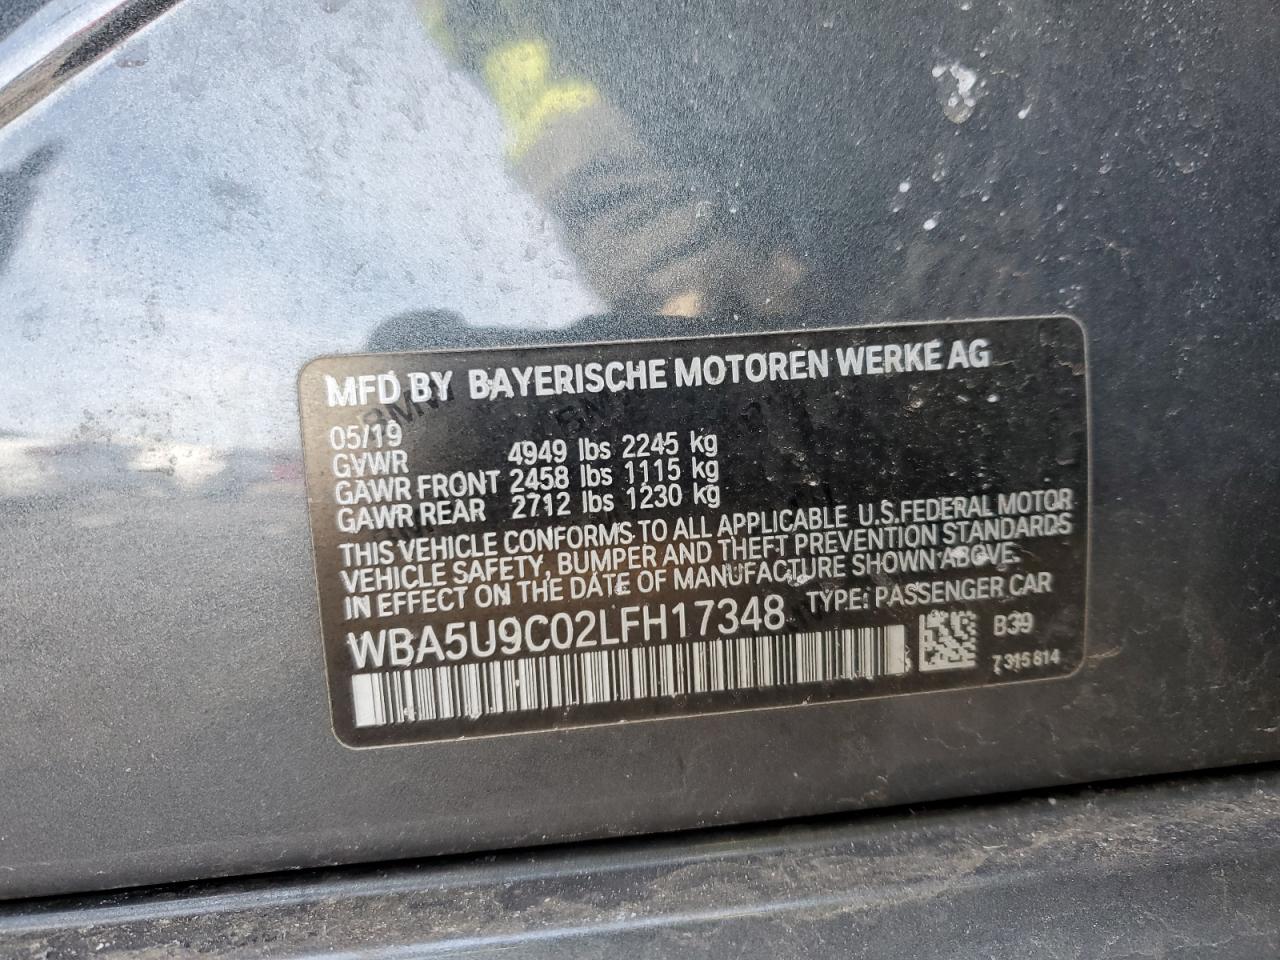 MFD BY BAYERISCHE MOTOREN WERKE AG
05/19
GVWR 4949 lbs 2245 kg
GAWR FRONT 2458 lbs 1115 kg
GAWR REAR 2712 lbs 1230 kg
THIS VEHICLE CONFORMS TO ALL APPLICABLE U.S.FEDERAL MOTOR
VEHICLE SAFETY, BUMPER AND THEFT PREVENTION STANDARDS
IN EFFECT ON THE DATE OF MANUFACTURE SHOWN ABOVE.
WBA5U9C02LFH17348 TYPE: PASSENGER CAR
B39
7 315 814